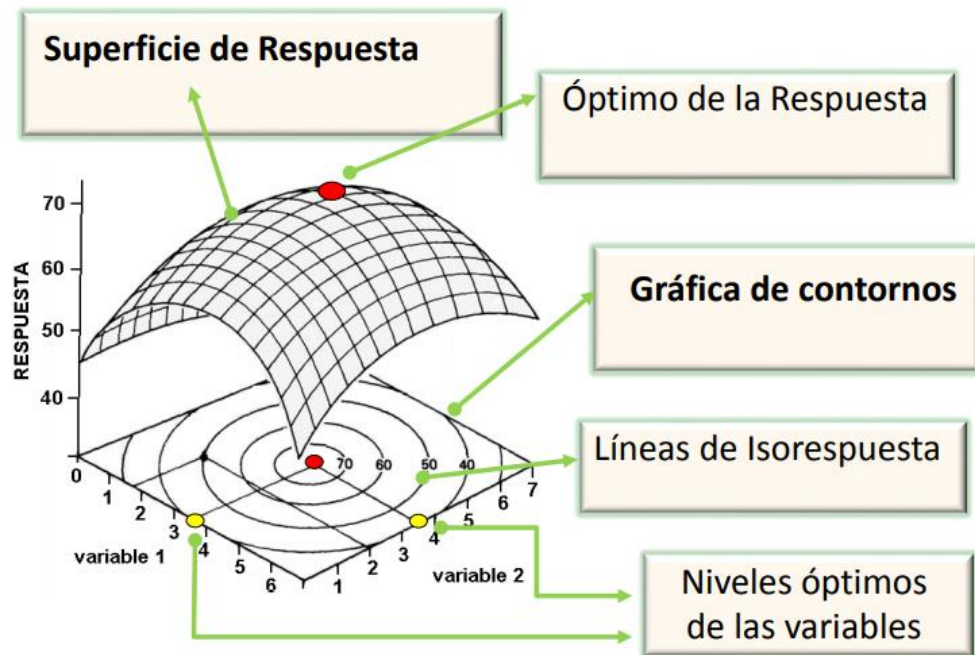 Superficie de Respuesta
Óptimo de la Respuesta
70
60
50
40
RESPUESTA
Gráfica de contornos
Líneas de Isorespuesta
70 60 50 40
0
1
2
3
4
5
6
variable 1
1
2
3
4
5
6
7
variable 2
Niveles óptimos
de las variables